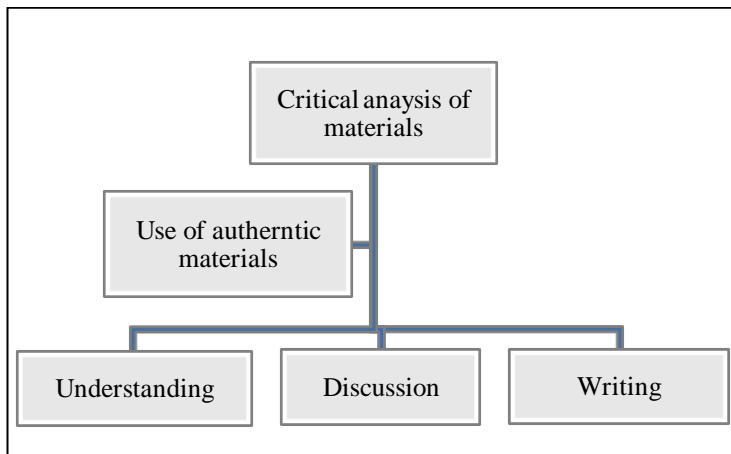 Critical anaysis of
materials
Use of autherntic
materials
Understanding
Discussion
Writing